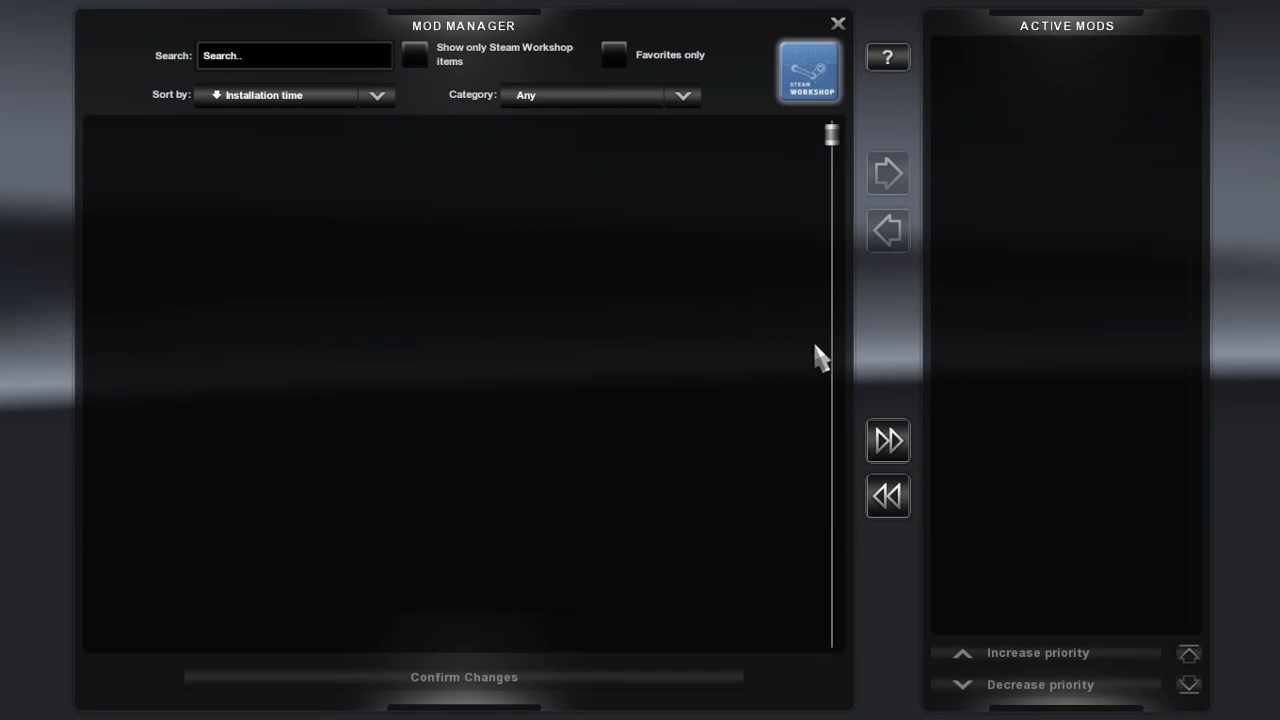 MOD MANAGER
ACTIVE MODS
Search:
Search..
Show only Steam Workshop
items
Favorites only
STEAM
WORKSHOP
?
Sort by:
Installation time
Category:
Any
Confirm Changes
Increase priority
Decrease priority